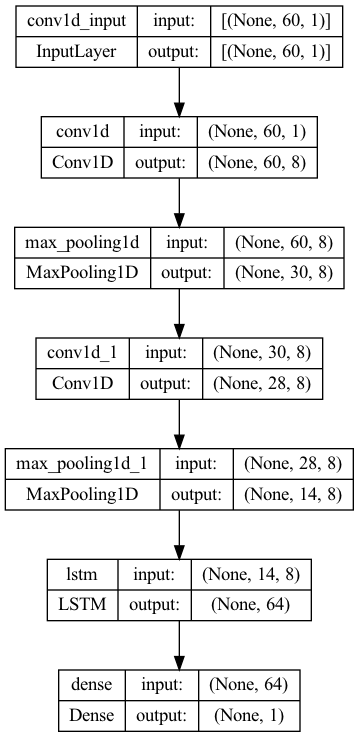 conv1d_input input: [(None, 60, 1)]
InputLayer output: [(None, 60, 1)]
conv1d input: (None, 60, 1)
Conv1D output: (None, 60, 8)
max_pooling1d input: (None, 60, 8)
MaxPooling1D output: (None, 30, 8)
conv1d_1 input: (None, 30, 8)
Conv1D output: (None, 28, 8)
max_pooling1d_1 input: (None, 28, 8)
MaxPooling1D output: (None, 14, 8)
lstm input: (None, 14, 8)
LSTM output: (None, 64)
dense input: (None, 64)
Dense output: (None, 1)